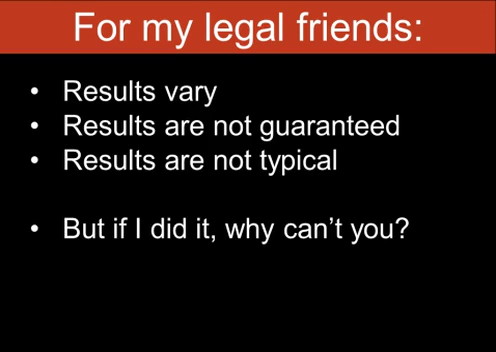 For my legal friends:
• Results vary
• Results are not guaranteed
• Results are not typical
• But if I did it, why can’t you?